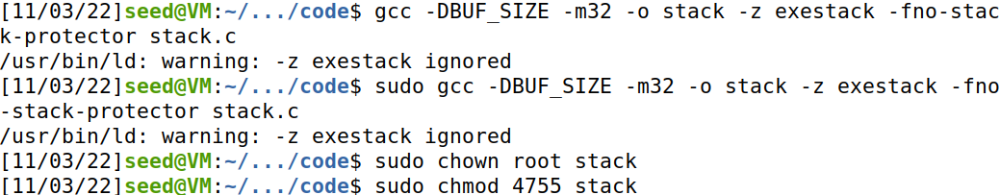 [11/03/22]seed@VM:~/.../code$ gcc -DBUF_SIZE -m32 -o stack -z exestack -fno-stac
k-protector stack.c
/usr/bin/ld: warning: -z exestack ignored
[11/03/22]seed@VM:~/.../code$ sudo gcc -DBUF_SIZE -m32 -o stack -z exestack -fno
-stack-protector stack.c
/usr/bin/ld: warning: -z exestack ignored
[11/03/22]seed@VM:~/.../code$ sudo chown root stack
[11/03/22]seed@VM:~/.../code$ sudo chmod 4755 stack